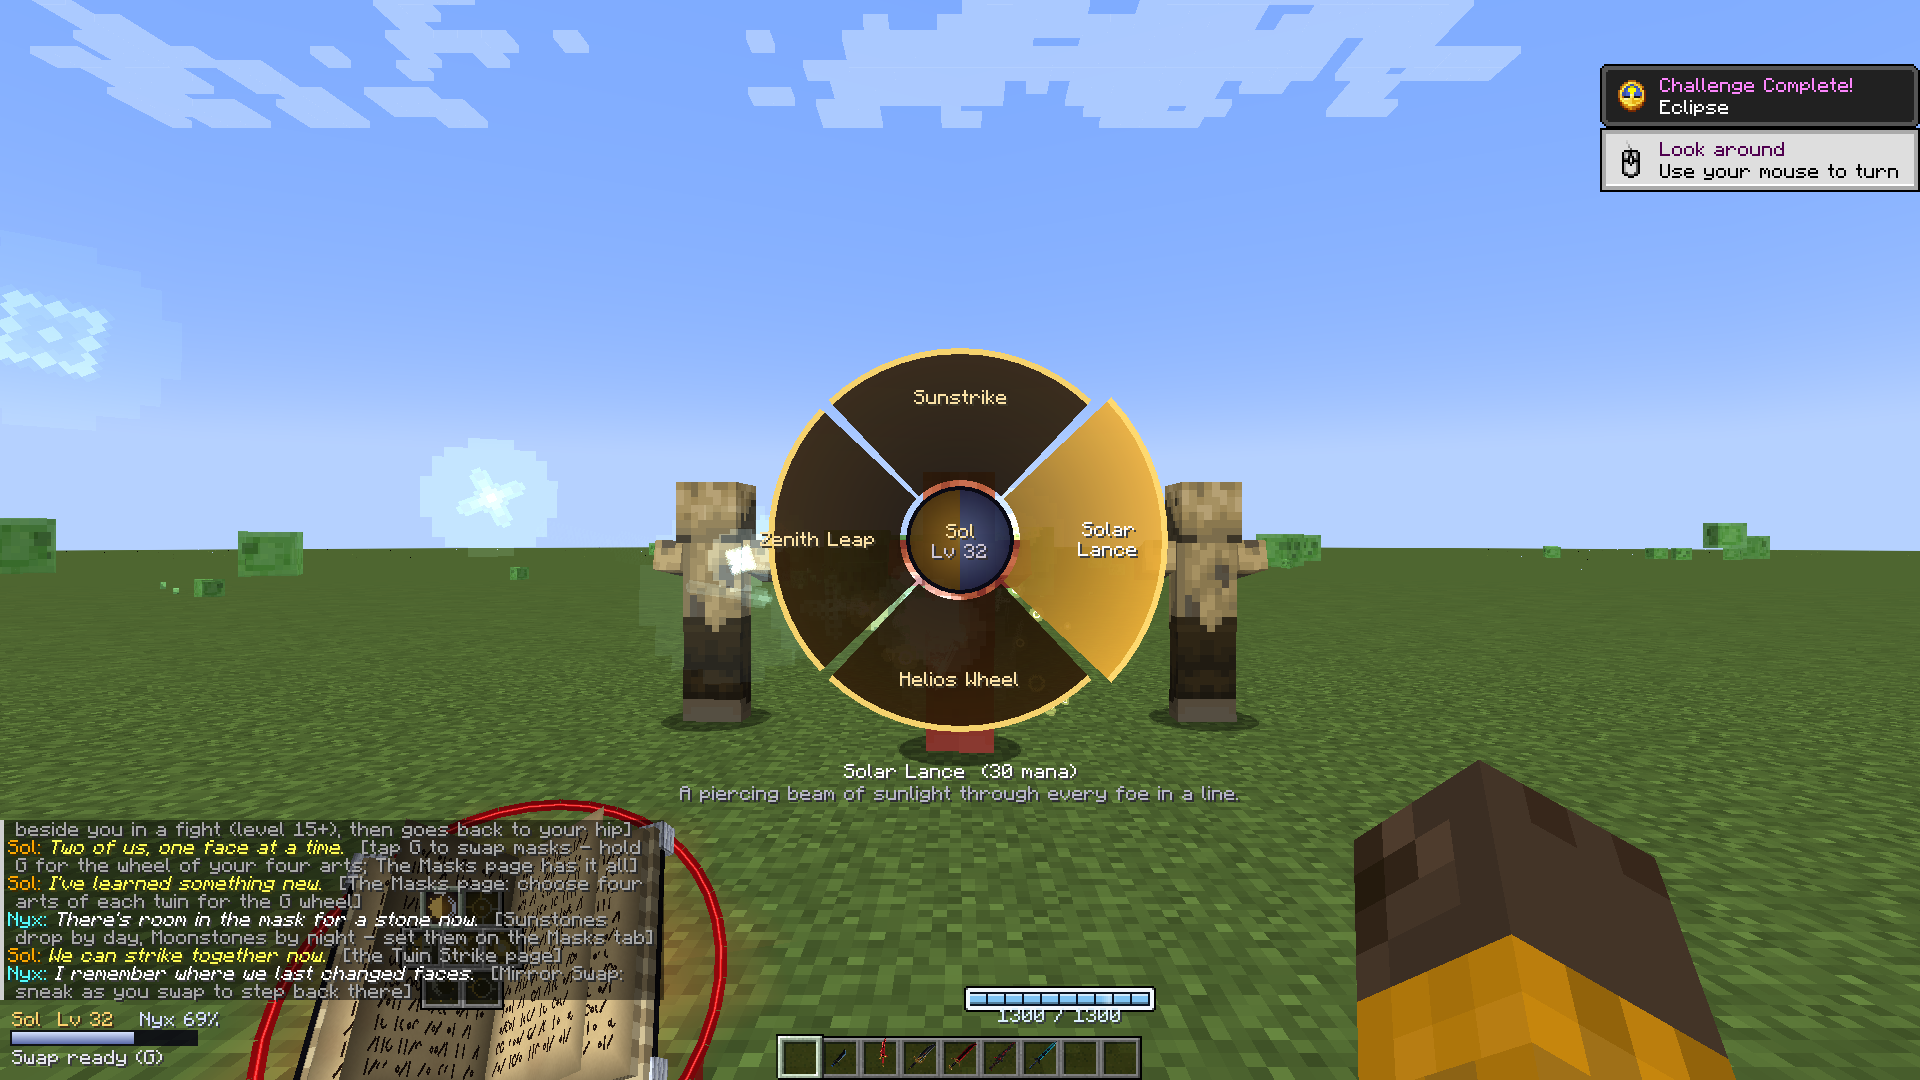 Challenge Complete!
Eclipse
Look around
Use your mouse to turn
Sunstrike
Zenith Leap
Sol
Lv 32
Solar
Lance
Helios Wheel
Solar Lance (30 mana)
A piercing beam of sunlight through every foe in a line.
beside you in a fight (level 15+), then goes back to your hip]
Sol: Two of us, one face at a time. [tap G to swap masks - hold
G for the wheel of your four arts; The Masks page has it all]
Sol: I've learned something new. [The Masks page: choose four
arts of each twin for the G wheel]
Nyx: There's room in the mask for a stone now. [Sunstones
drop by day, Moonstones by night - set them on the Masks tab]
Sol: We can strike together now. [the Twin Strike page]
Nyx: I remember where we last changed faces. [Mirror Swap:
sneak as you swap to step back there]
Sol Lv 32 Nyx 69%
Swap ready (G)
1300 / 1300